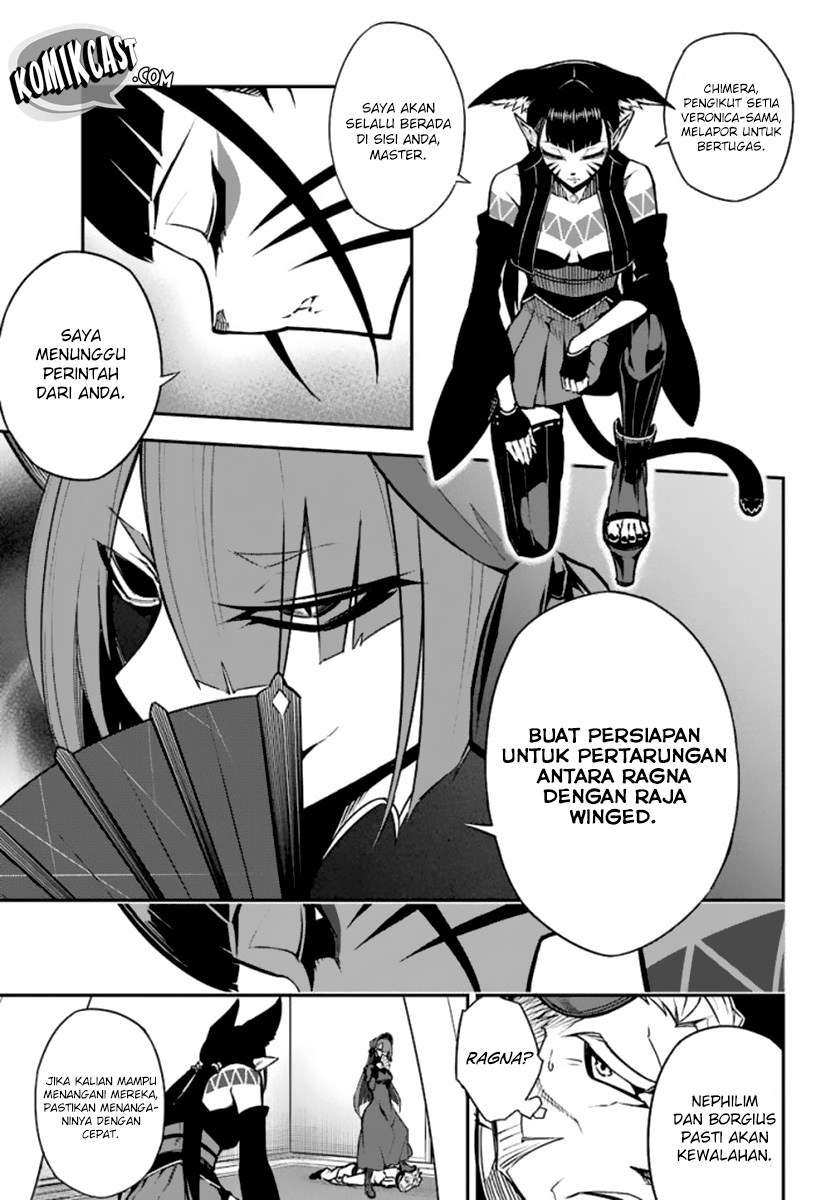 KOMIKCAST
.COM
CHIMERA,
PENGIKUT SETIA
VERONICA-SAMA,
MELAPOR UNTUK
BERTUGAS.
SAYA AKAN
SELALU BERADA
DI SISI ANDA,
MASTER.
SAYA
MENUNGGU
PERINTAH
DARI ANDA.
BUAT PERSIAPAN
UNTUK PERTARUNGAN
ANTARA RAGNA
DENGAN RAJA
WINGED.
RAGNA?
NEPHILIM
DAN BORGIUS
PASTI AKAN
KEWALAHAN.
JIKA KALIAN MAMPU
MENANGANI MEREKA,
PASTIKAN MENANGA-
NINYA DENGAN
CEPAT.